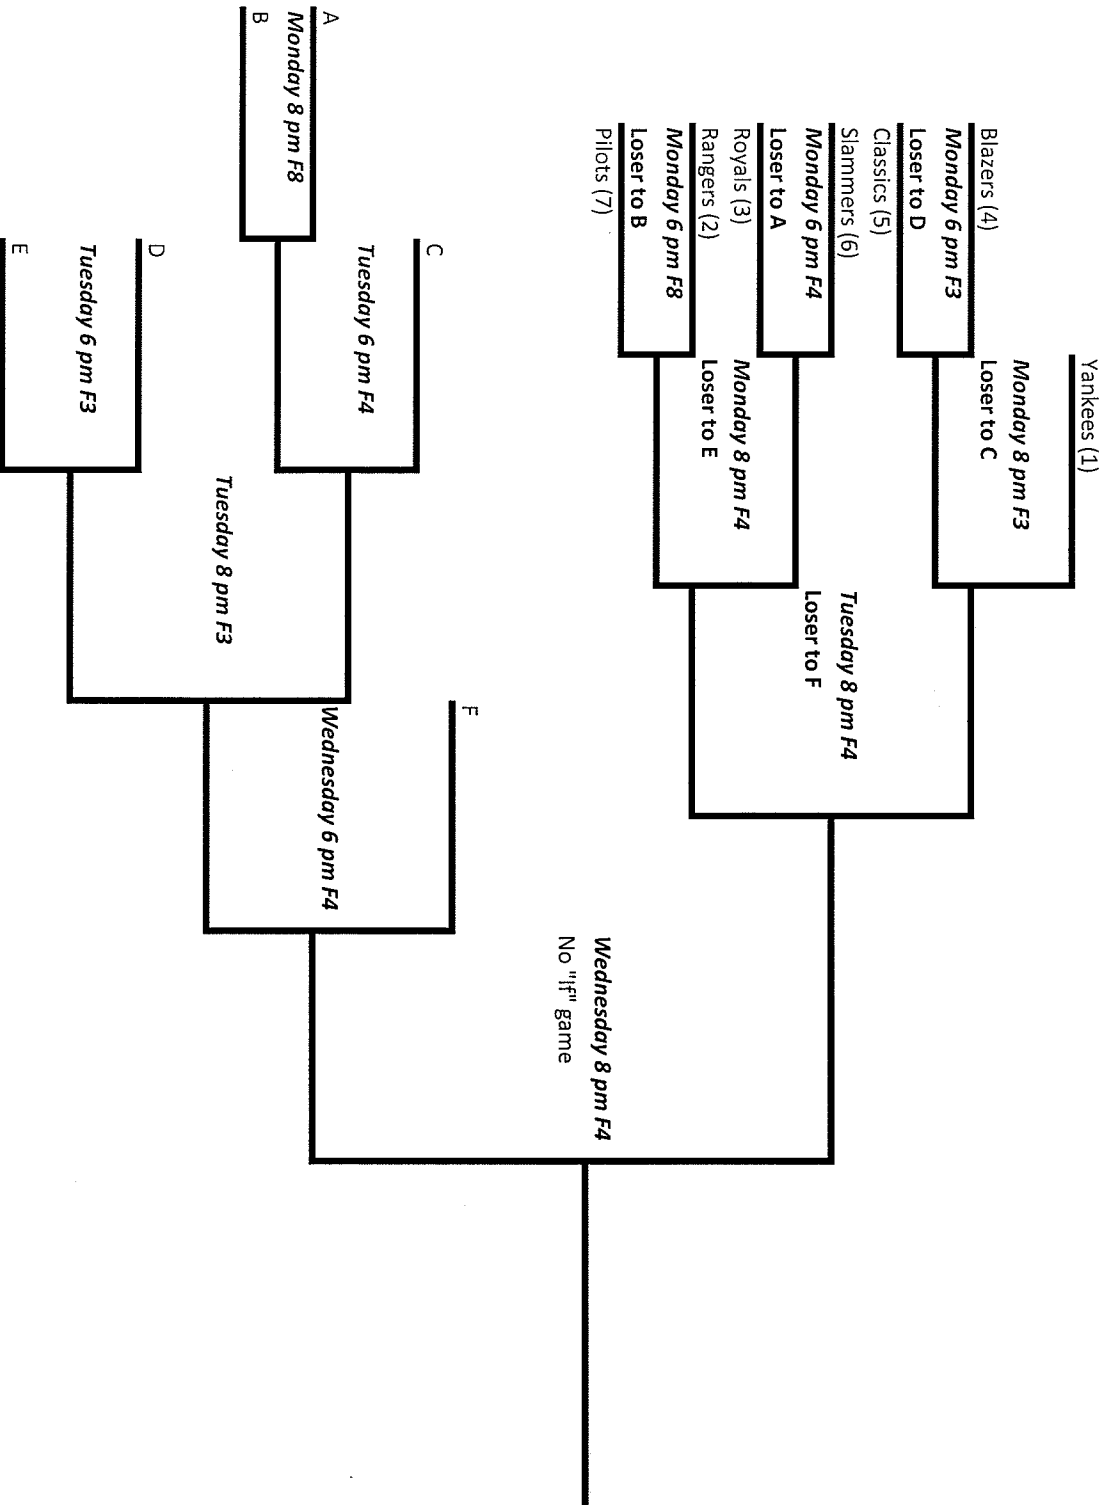 Yankees (1)
Blazers (4)
Monday 6 pm F3
Loser to D
Classics (5)
Monday 8 pm F3
Loser to C
Slammers (6)
Monday 6 pm F4
Loser to A
Royals (3)
Tuesday 8 pm F4
Loser to F
Rangers (2)
Monday 6 pm F8
Loser to B
Pilots (7)
Monday 8 pm F4
Loser to E
Wednesday 8 pm F4
No "If" game
F
C
Tuesday 6 pm F4
A
Monday 8 pm F8
B
Wednesday 6 pm F4
Tuesday 8 pm F3
D
Tuesday 6 pm F3
E